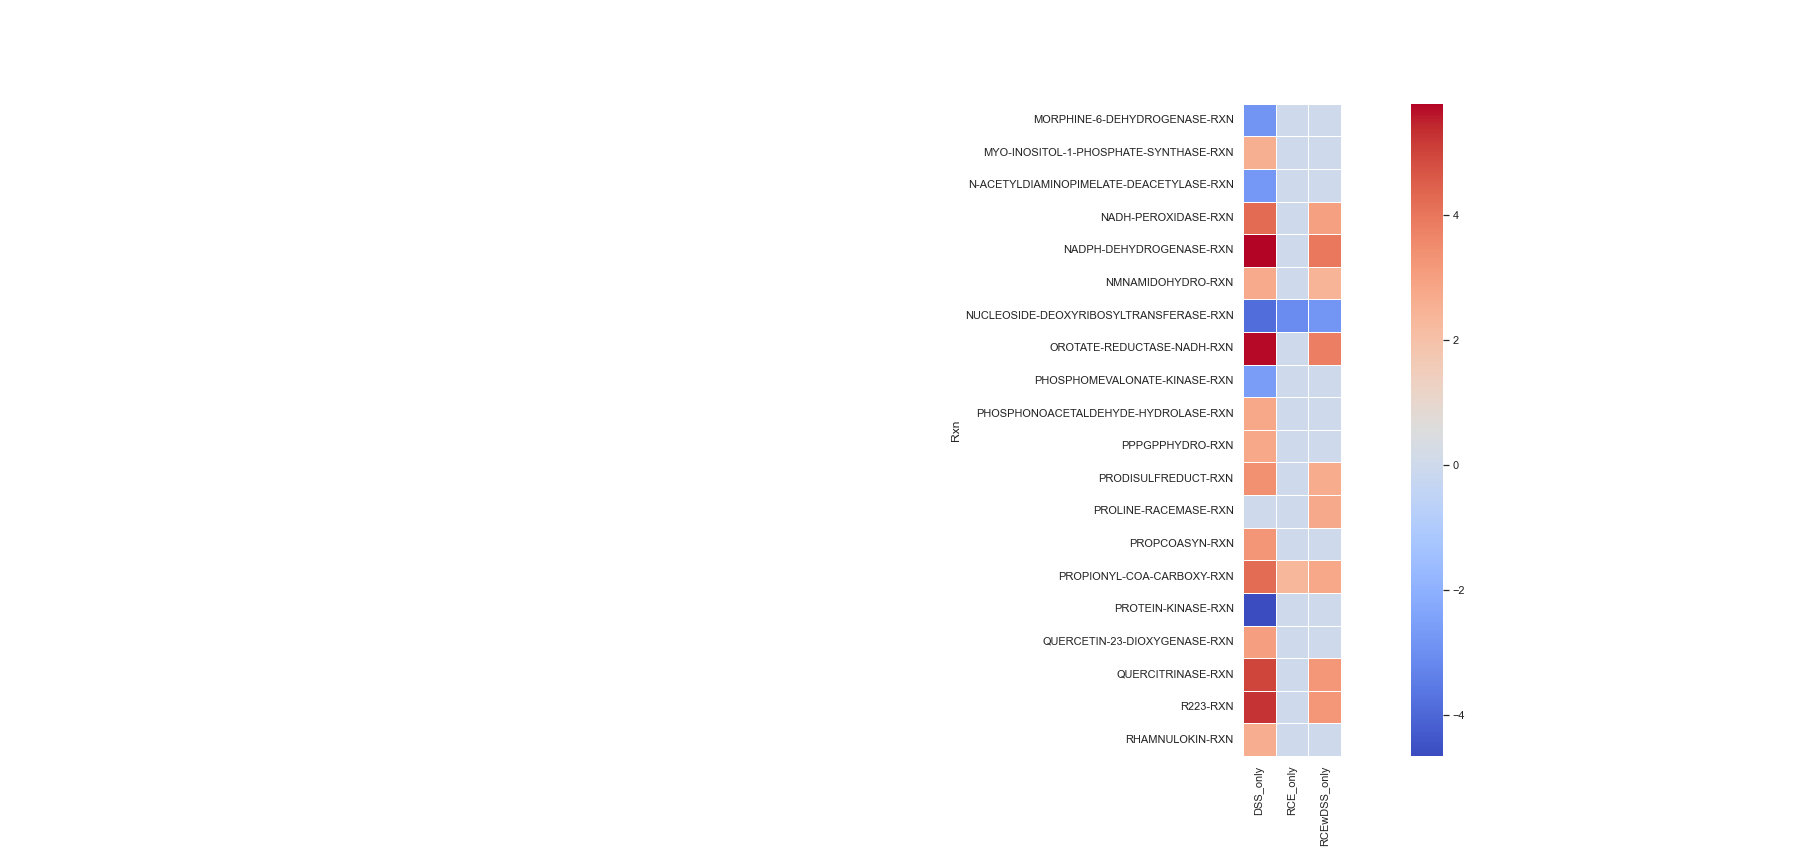 MORPHINE-6-DEHYDROGENASE-RXN
MYO-INOSITOL-1-PHOSPHATE-SYNTHASE-RXN
N-ACETYLDIAMINOPIMELATE-DEACETYLASE-RXN
NADH-PEROXIDASE-RXN
NADPH-DEHYDROGENASE-RXN
NMNAMIDOHYDRO-RXN
NUCLEOSIDE-DEOXYRIBOSYLTRANSFERASE-RXN
OROTATE-REDUCTASE-NADH-RXN
PHOSPHOMEVALONATE-KINASE-RXN
PHOSPHONOACETALDEHYDE-HYDROLASE-RXN
PPPGPPHYDRO-RXN
PRODISULFREDUCT-RXN
PROLINE-RACEMASE-RXN
PROPCOASYN-RXN
PROPIONYL-COA-CARBOXY-RXN
PROTEIN-KINASE-RXN
QUERCETIN-23-DIOXYGENASE-RXN
QUERCITRINASE-RXN
R223-RXN
RHAMNULOKIN-RXN
Rxn
DSS_only
RCE_only
RCEwDSS_only
4
2
0
−2
−4